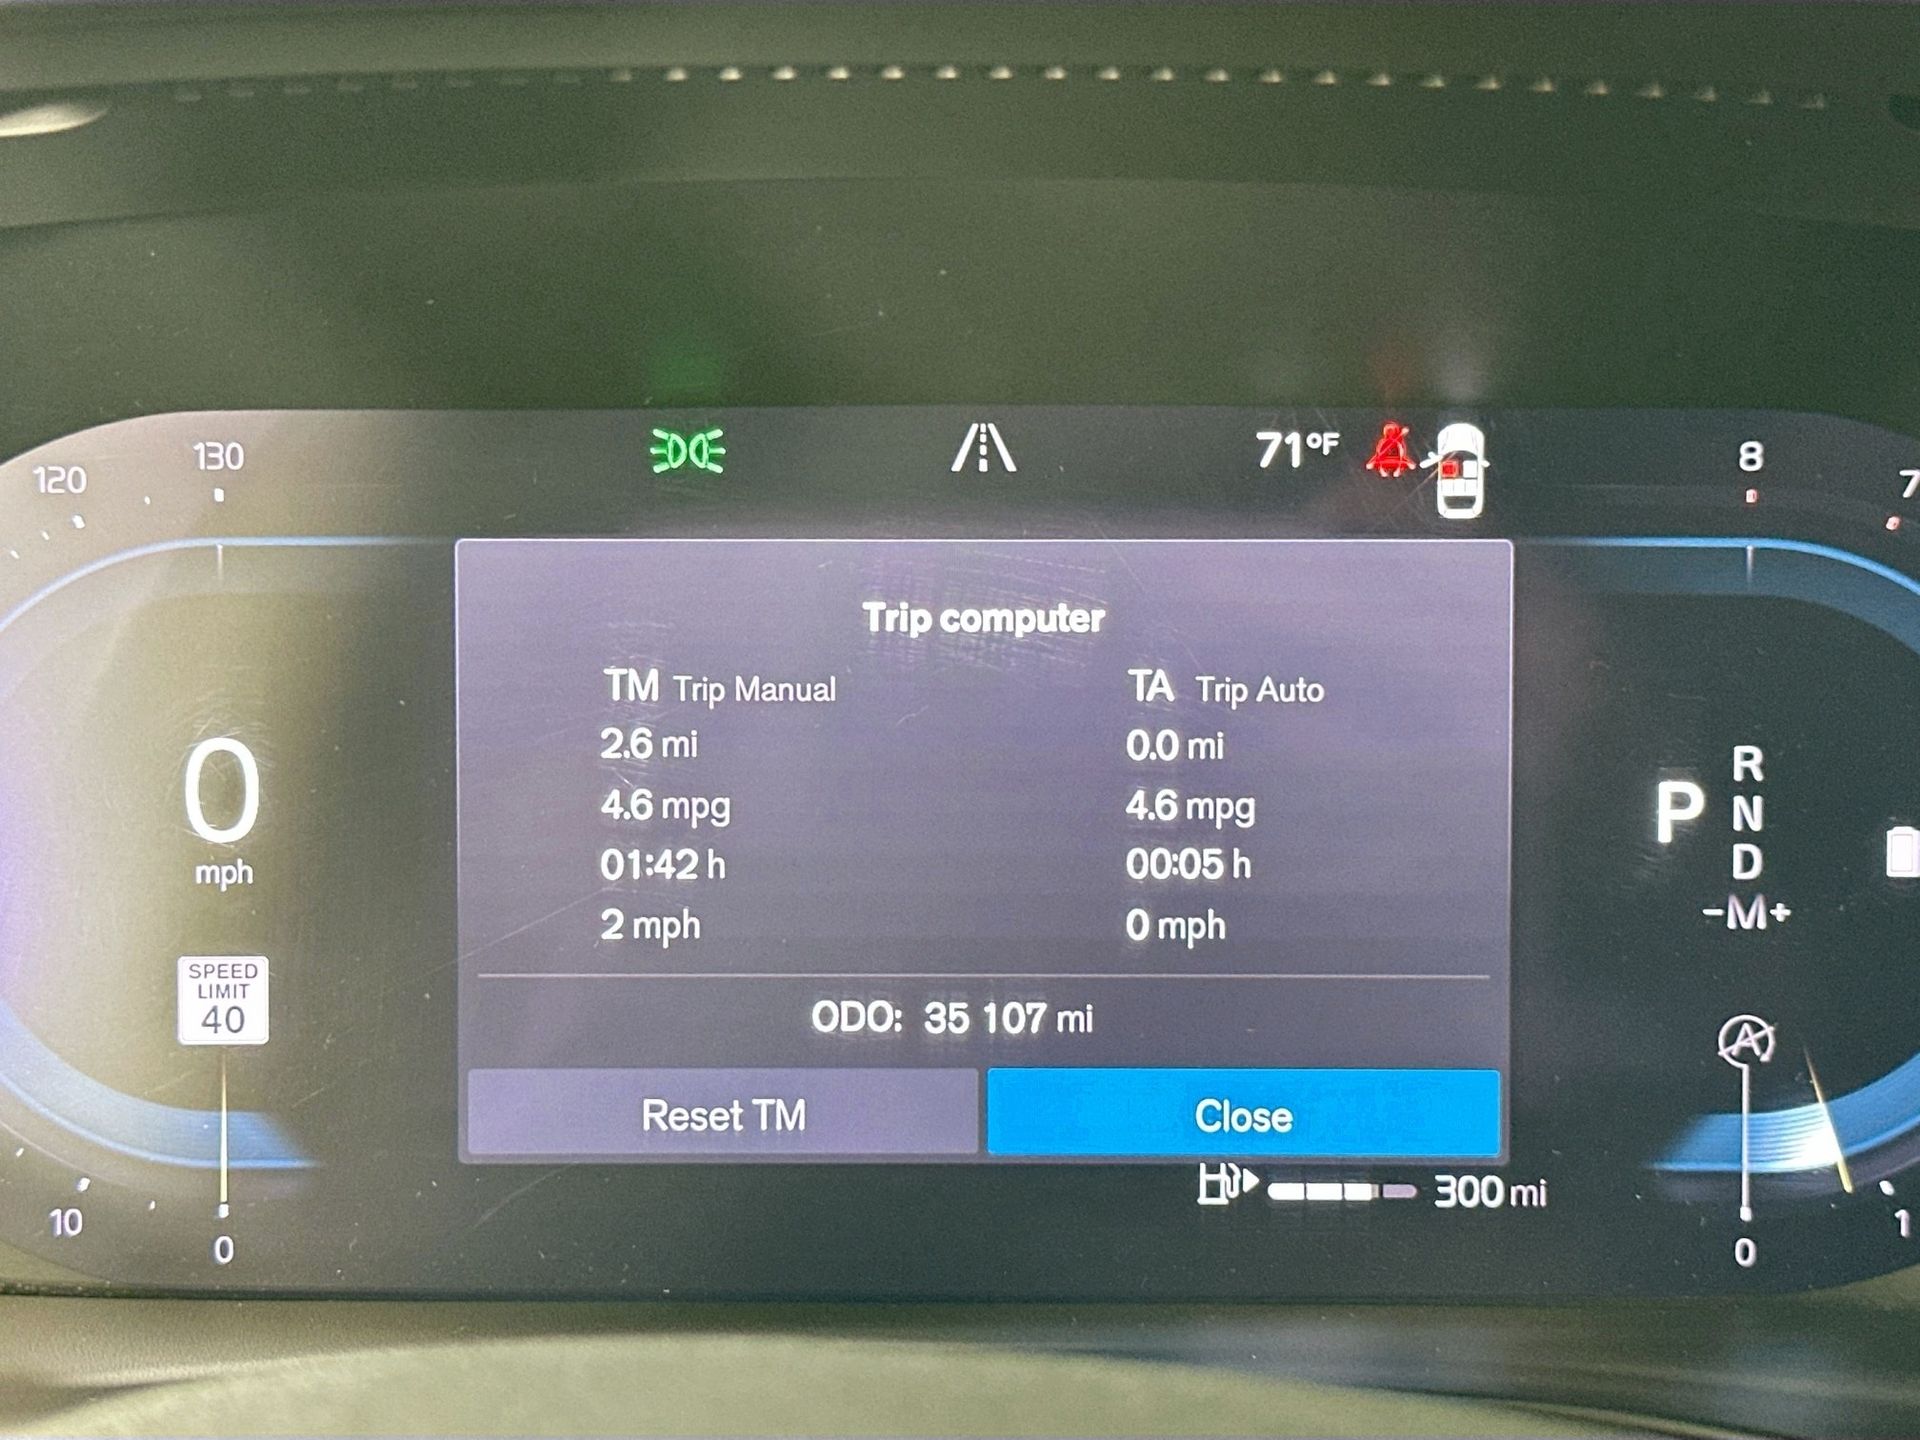 120
130
71°F
8
7
Trip computer
TM Trip Manual
TA Trip Auto
2.6 mi
0.0 mi
4.6 mpg
4.6 mpg
01:42 h
00:05 h
2 mph
0 mph
ODO: 35 107 mi
Reset TM
Close
0
mph
SPEED
LIMIT
40
P
R
N
D
-M+
A
300 mi
10
0
0
1